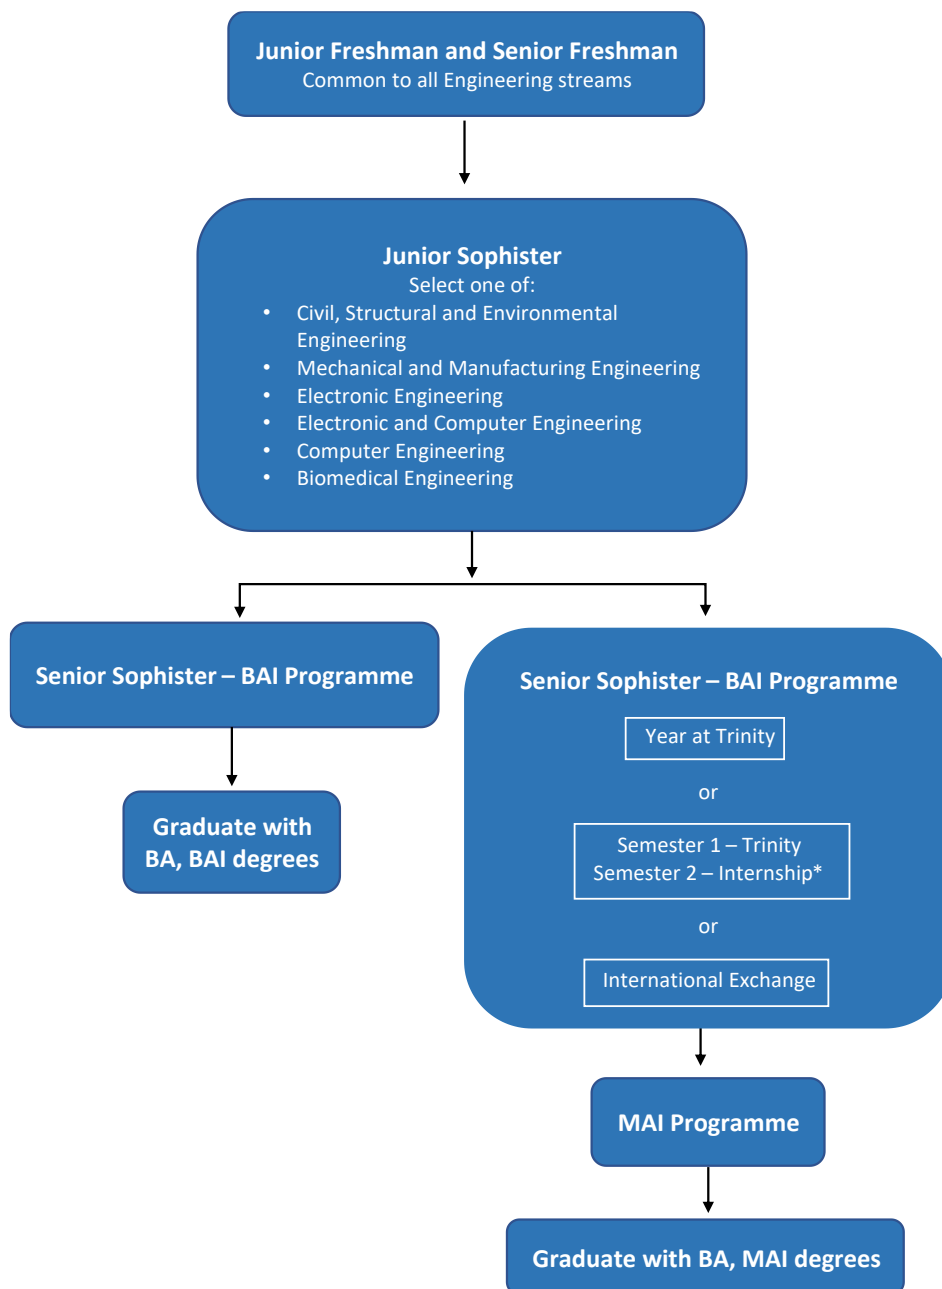 Junior Freshman and Senior Freshman
Common to all Engineering streams
Junior Sophister
Select one of:
• Civil, Structural and Environmental
Engineering
• Mechanical and Manufacturing Engineering
• Electronic Engineering
• Electronic and Computer Engineering
• Computer Engineering
• Biomedical Engineering
Senior Sophister – BAI Programme
Graduate with
BA, BAI degrees
Senior Sophister – BAI Programme
Year at Trinity
or
Semester 1 – Trinity
Semester 2 – Internship*
or
International Exchange
MAI Programme
Graduate with BA, MAI degrees